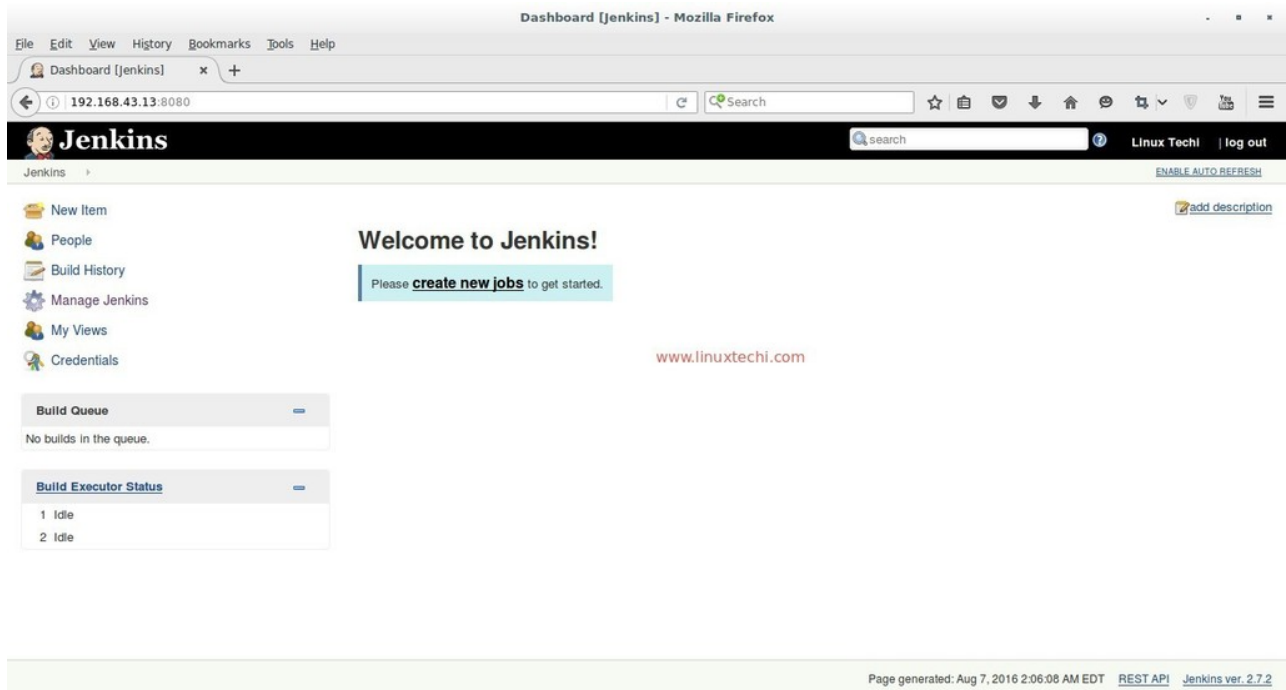 Dashboard [Jenkins] - Mozilla Firefox
File Edit View History Bookmarks Tools Help
Dashboard [Jenkins]
192.168.43.13:8080
Search
You Tube
Jenkins
search
Linux Techi | log out
Jenkins
ENABLE AUTO REFRESH
New Item
add description
People
Welcome to Jenkins!
Build History
Please create new jobs to get started.
Manage Jenkins
My Views
www.linuxtechi.com
Credentials
Build Queue
No builds in the queue.
Build Executor Status
1 Idle
2 Idle
Page generated: Aug 7, 2016 2:06:08 AM EDT REST API Jenkins ver. 2.7.2